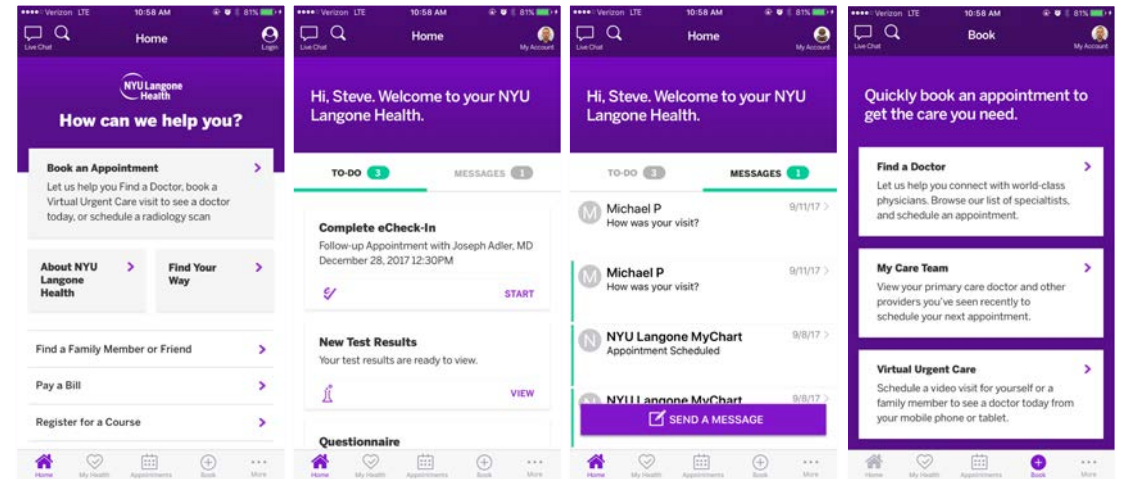 Verizon LTE 10:58 AM 81%
Live Chat
Home
Login
NYU Langone
Health
How can we help you?
Book an Appointment
Let us help you Find a Doctor, book a
Virtual Urgent Care visit to see a doctor
today, or schedule a radiology scan
About NYU
Langone
Health
Find Your
Way
Find a Family Member or Friend
Pay a Bill
Register for a Course
Home My Health Appointments Book More
Verizon LTE 10:58 AM 81%
Live Chat
Home
My Account
Hi, Steve. Welcome to your NYU
Langone Health.
TO-DO 3 MESSAGES 1
Complete eCheck-In
Follow-up Appointment with Joseph Adler, MD
December 28, 2017 12:30PM
START
New Test Results
Your test results are ready to view.
VIEW
Questionnaire
Home My Health Appointments Book More
Verizon LTE 10:58 AM 81%
Live Chat
Home
My Account
Hi, Steve. Welcome to your NYU
Langone Health.
TO-DO 3 MESSAGES 1
M Michael P 9/11/17
How was your visit?
M Michael P 9/11/17
How was your visit?
N NYU Langone MyChart 9/8/17
Appointment Scheduled
N NYU Langone MyChart 9/8/17
SEND A MESSAGE
Home My Health Appointments Book More
Verizon LTE 10:58 AM 81%
Live Chat
Book
My Account
Quickly book an appointment to
get the care you need.
Find a Doctor
Let us help you connect with world-class
physicians. Browse our list of specialtists,
and schedule an appointment.
My Care Team
View your primary care doctor and other
providers you've seen recently to
schedule your next appointment.
Virtual Urgent Care
Schedule a video visit for yourself or a
family member to see a doctor today from
your mobile phone or tablet.
Home My Health Appointments Book More